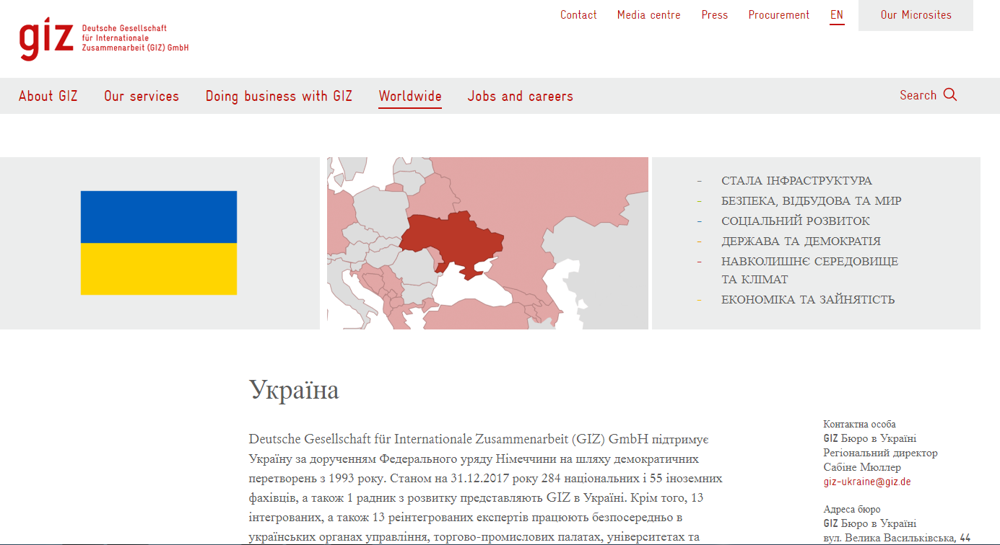 Contact Media centre Press Procurement EN Our Microsites
giz Deutsche Gesellschaft
für Internationale
Zusammenarbeit (GIZ) GmbH
About GIZ Our services Doing business with GIZ Worldwide Jobs and careers Search
- СТАЛА ІНФРАСТРУКТУРА
- БЕЗПЕКА, ВІДБУДОВА ТА МИР
- СОЦІАЛЬНИЙ РОЗВИТОК
- ДЕРЖАВА ТА ДЕМОКРАТІЯ
- НАВКОЛИШНЄ СЕРЕДОВИЩЕ
ТА КЛІМАТ
- ЕКОНОМІКА ТА ЗАЙНЯТІСТЬ
Україна
Deutsche Gesellschaft für Internationale Zusammenarbeit (GIZ) GmbH підтримує
Україну за дорученням Федерального уряду Німеччини на шляху демократичних
перетворень з 1993 року. Станом на 31.12.2017 року 284 національних і 55 іноземних
фахівців, а також 1 радник з розвитку представляють GIZ в Україні. Крім того, 13
інтегрованих, а також 13 реінтегрованих експертів працюють безпосередньо в
українських органах управління, торгово-промислових палатах, університетах та
Контактна особа
GIZ Бюро в Україні
Регіональний директор
Сабіне Мюллер
giz-ukraine@giz.de
Адреса бюро
GIZ Бюро в Україні
вул. Велика Васильківська, 44